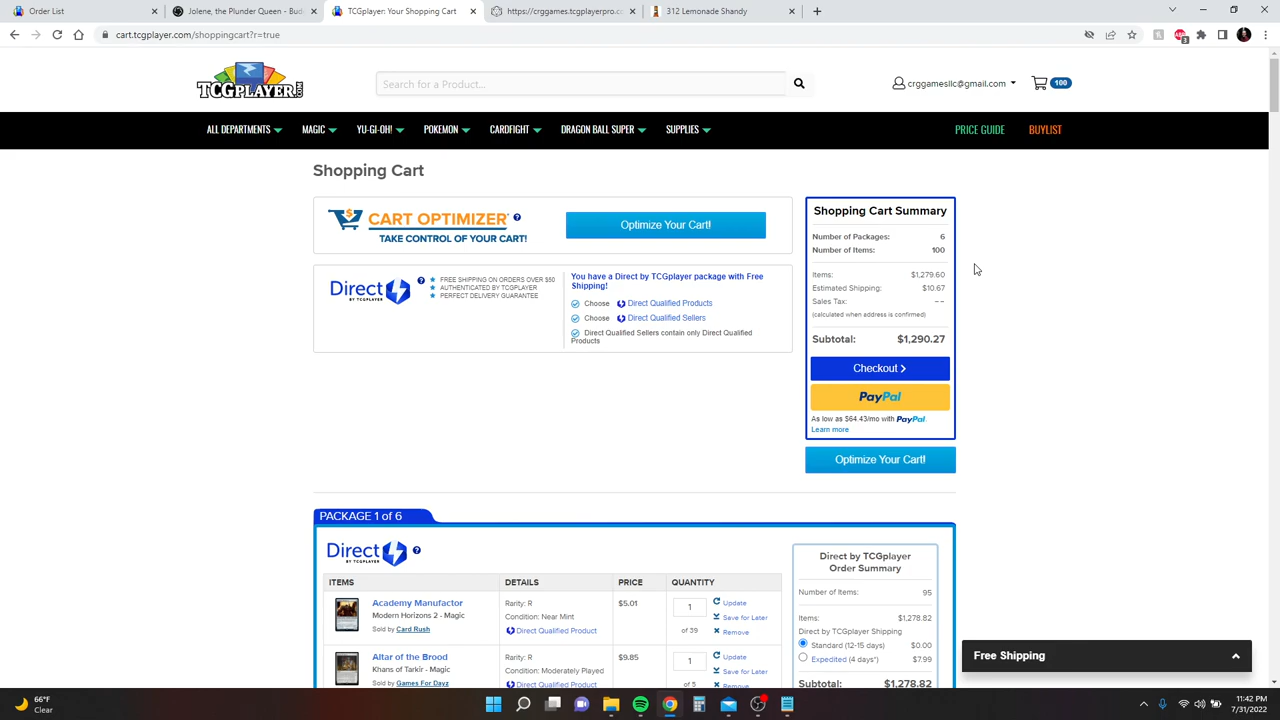 Order List
Jolene, the Plunder Queen - Bud
TCGplayer: Your Shopping Cart
https://crggames.tcgplayerpro.c
312 Lemonade Shandy
cart.tcgplayer.com/shoppingcart?r=true
3
TCGPLAYER.COM
Search for a Product...
crggamesllc@gmail.com
100
ALL DEPARTMENTS
MAGIC
YU-GI-OH!
POKEMON
CARDFIGHT
DRAGON BALL SUPER
SUPPLIES
PRICE GUIDE
BUYLIST
Shopping Cart
CART OPTIMIZER
TAKE CONTROL OF YOUR CART!
Optimize Your Cart!
Direct
BY TCGPLAYER
FREE SHIPPING ON ORDERS OVER $50
AUTHENTICATED BY TCGPLAYER
PERFECT DELIVERY GUARANTEE
You have a Direct by TCGplayer package with Free
Shipping!
Choose Direct Qualified Products
Choose Direct Qualified Sellers
Direct Qualified Sellers contain only Direct Qualified
Products
Shopping Cart Summary
Number of Packages: 6
Number of Items: 100
Items: $1,279.60
Estimated Shipping: $10.67
Sales Tax: --
(calculated when address is confirmed)
Subtotal: $1,290.27
Checkout
PayPal
As low as $64.43/mo with PayPal.
Learn more
Optimize Your Cart!
PACKAGE 1 of 6
Direct
BY TCGPLAYER
ITEMS DETAILS PRICE QUANTITY
Academy Manufactor
Modern Horizons 2 - Magic
Sold by Card Rush
Rarity: R
Condition: Near Mint
Direct Qualified Product
$5.01
1
of 39
Update
Save for Later
Remove
Altar of the Brood
Khans of Tarkir - Magic
Sold by Games For Dayz
Rarity: R
Condition: Moderately Played
Direct Qualified Product
$9.85
1
of 5
Update
Save for Later
Remove
Direct by TCGplayer
Order Summary
Number of Items: 95
Items: $1,278.82
Direct by TCGplayer Shipping
Standard (12-15 days) $0.00
Expedited (4 days*) $7.99
Subtotal: $1,278.82
Free Shipping
66°F
Clear
11:42 PM
7/31/2022